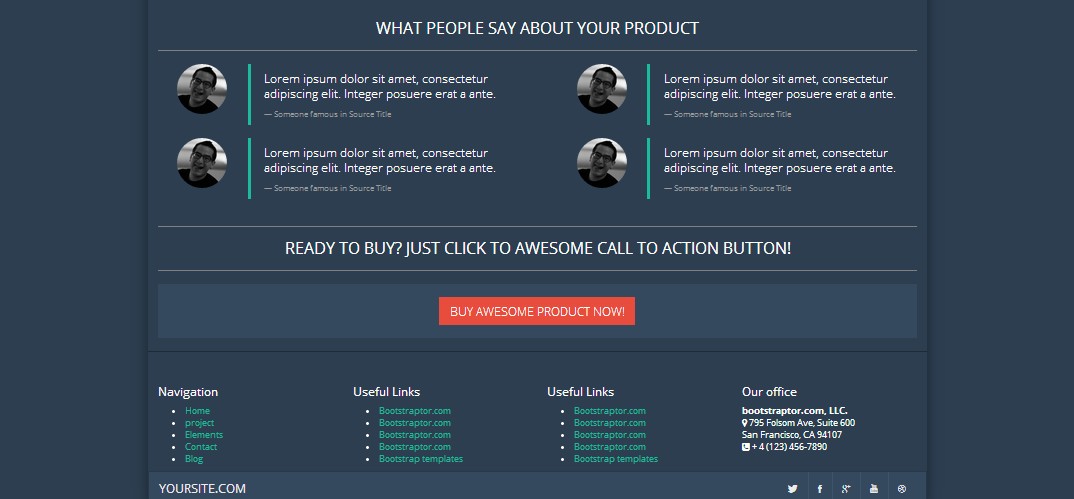 WHAT PEOPLE SAY ABOUT YOUR PRODUCT
Lorem ipsum dolor sit amet, consectetur
adipiscing elit. Integer posuere erat a ante.
— Someone famous in Source Title
Lorem ipsum dolor sit amet, consectetur
adipiscing elit. Integer posuere erat a ante.
— Someone famous in Source Title
Lorem ipsum dolor sit amet, consectetur
adipiscing elit. Integer posuere erat a ante.
— Someone famous in Source Title
Lorem ipsum dolor sit amet, consectetur
adipiscing elit. Integer posuere erat a ante.
— Someone famous in Source Title
READY TO BUY? JUST CLICK TO AWESOME CALL TO ACTION BUTTON!
BUY AWESOME PRODUCT NOW!
Navigation
Home
project
Elements
Contact
Blog
Useful Links
Bootstraptor.com
Bootstraptor.com
Bootstraptor.com
Bootstraptor.com
Bootstrap templates
Useful Links
Bootstraptor.com
Bootstraptor.com
Bootstraptor.com
Bootstraptor.com
Bootstrap templates
Our office
bootstraptor.com, LLC.
795 Folsom Ave, Suite 600
San Francisco, CA 94107
+ 4 (123) 456-7890
YOURSITE.COM